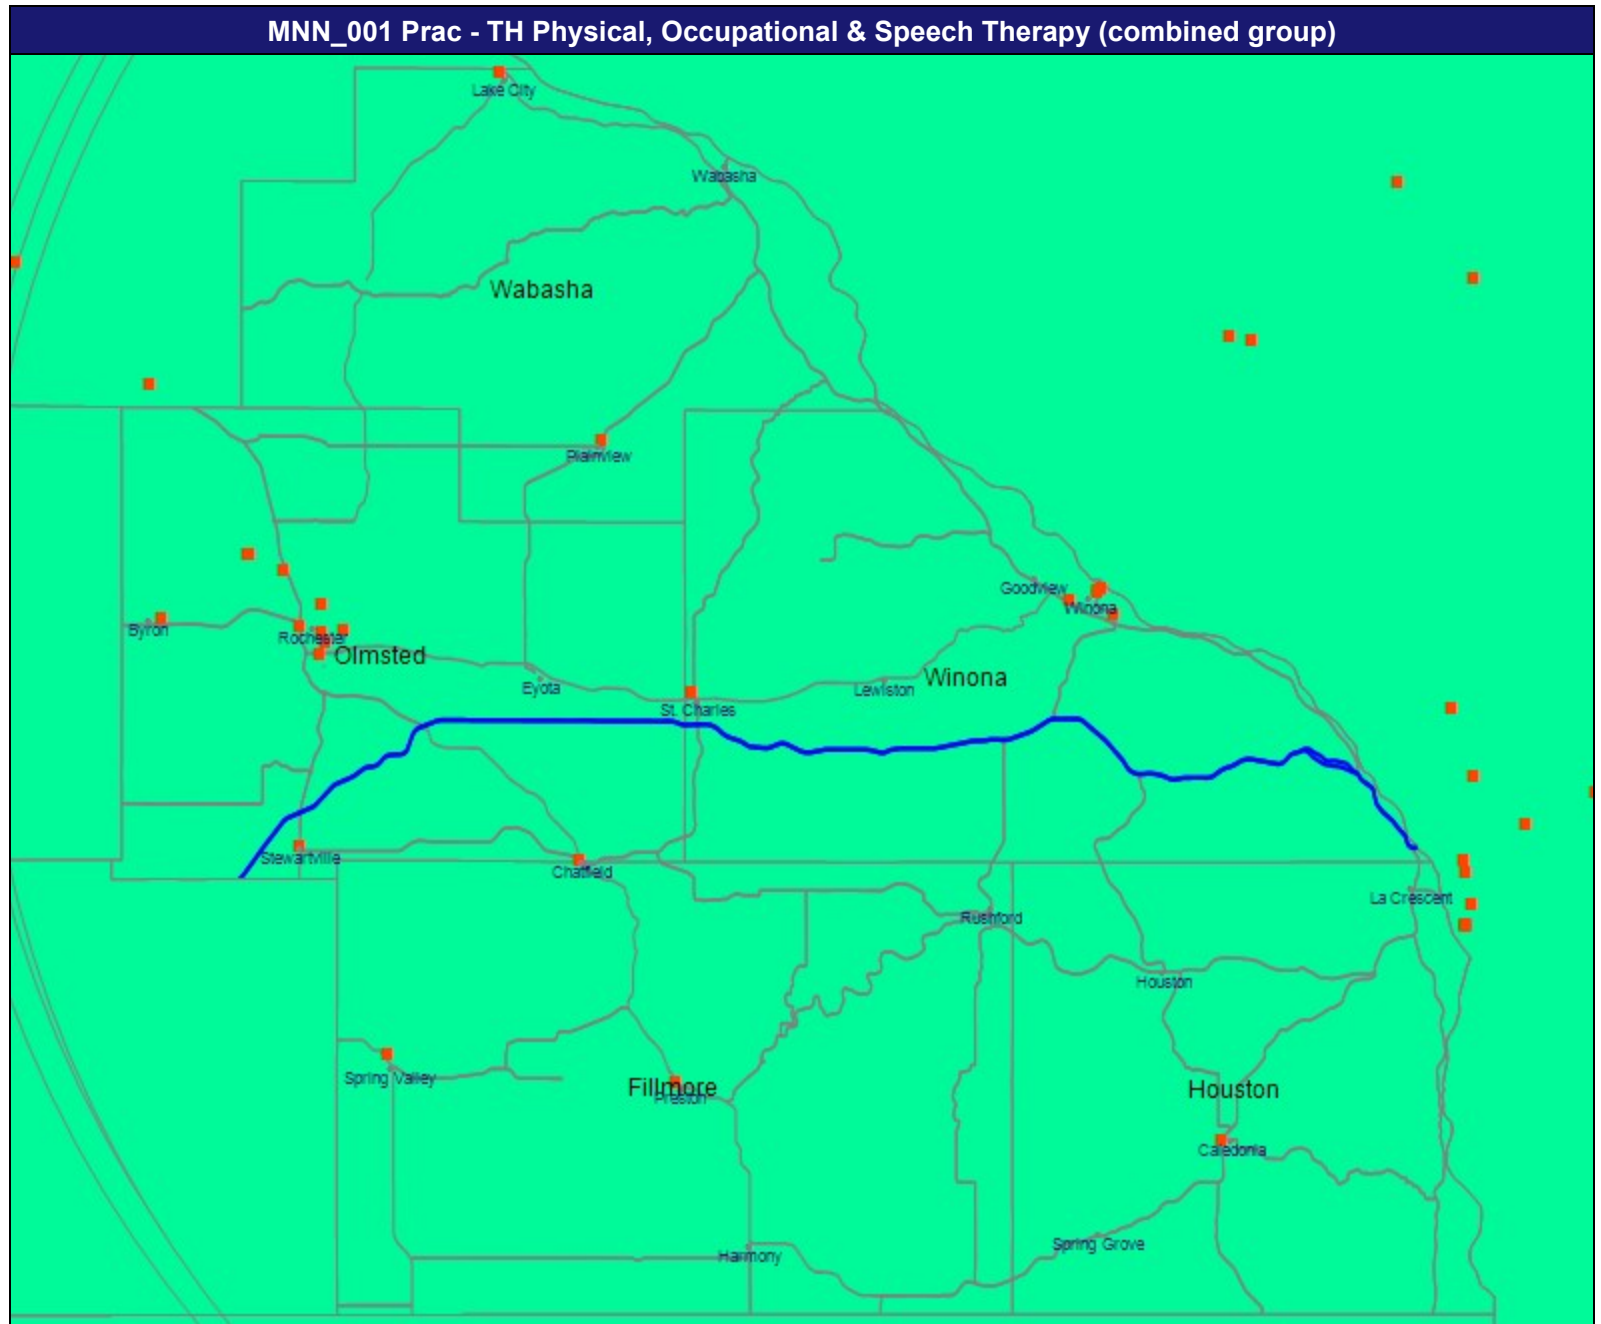 MNN_001 Prac - TH Physical, Occupational & Speech Therapy (combined group)
Lake City
Wabasha
Wabasha
Plainview
Goodview
Winona
Byron
Rochester
Olmsted
Eyota
Lewiston
Winona
St. Charles
Stewartville
Chatfield
La Crescent
Rushford
Houston
Spring Valley
Fillmore
Preston
Houston
Caledonia
Spring Grove
Harmony